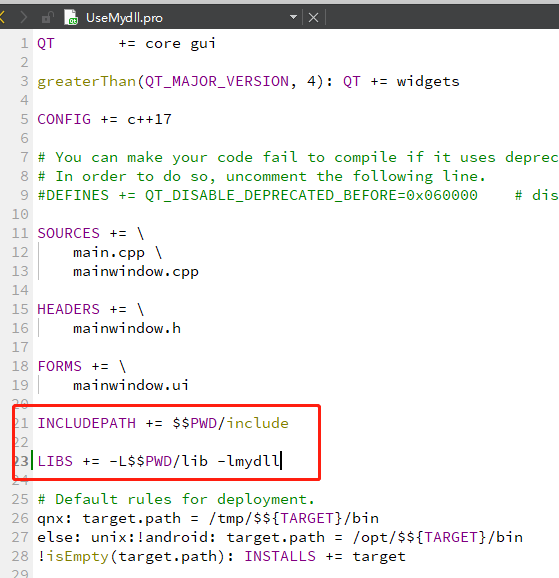 UseMydll.pro
1 QT       += core gui
2
3 greaterThan(QT_MAJOR_VERSION, 4): QT += widgets
4
5 CONFIG += c++17
6
7 # You can make your code fail to compile if it uses deprec
8 # In order to do so, uncomment the following line.
9 #DEFINES += QT_DISABLE_DEPRECATED_BEFORE=0x060000    # dis
10
11 SOURCES += \
12     main.cpp \
13     mainwindow.cpp
14
15 HEADERS += \
16     mainwindow.h
17
18 FORMS += \
19     mainwindow.ui
20
21 INCLUDEPATH += $$PWD/include
22
23 LIBS += -L$$PWD/lib -lmydll
24
25 # Default rules for deployment.
26 qnx: target.path = /tmp/$${TARGET}/bin
27 else: unix:!android: target.path = /opt/$${TARGET}/bin
28 !isEmpty(target.path): INSTALLS += target